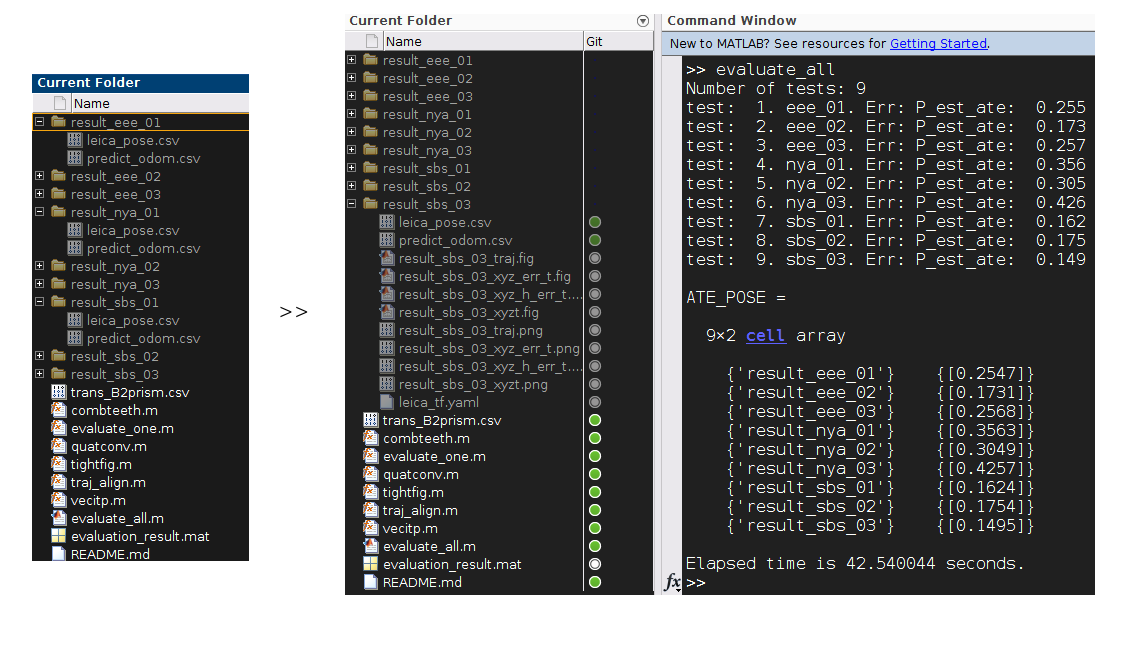 Current Folder
Name
result_eee_01
leica_pose.csv
predict_odom.csv
result_eee_02
result_eee_03
result_nya_01
leica_pose.csv
predict_odom.csv
result_nya_02
result_nya_03
result_sbs_01
leica_pose.csv
predict_odom.csv
result_sbs_02
result_sbs_03
trans_B2prism.csv
combteeth.m
evaluate_one.m
quatconv.m
tightfig.m
traj_align.m
vecitp.m
evaluate_all.m
evaluation_result.mat
README.md
>>
Current Folder
Name Git
result_eee_01
result_eee_02
result_eee_03
result_nya_01
result_nya_02
result_nya_03
result_sbs_01
result_sbs_02
result_sbs_03
leica_pose.csv
predict_odom.csv
result_sbs_03_traj.fig
result_sbs_03_xyz_err_t.fig
result_sbs_03_xyz_h_err_t....
result_sbs_03_xyzt.fig
result_sbs_03_traj.png
result_sbs_03_xyz_err_t.png
result_sbs_03_xyz_h_err_t....
result_sbs_03_xyzt.png
leica_tf.yaml
trans_B2prism.csv
combteeth.m
evaluate_one.m
quatconv.m
tightfig.m
traj_align.m
vecitp.m
evaluate_all.m
evaluation_result.mat
README.md
Command Window
New to MATLAB? See resources for Getting Started.
>> evaluate_all
Number of tests: 9
test:  1. eee_01. Err: P_est_ate:  0.255
test:  2. eee_02. Err: P_est_ate:  0.173
test:  3. eee_03. Err: P_est_ate:  0.257
test:  4. nya_01. Err: P_est_ate:  0.356
test:  5. nya_02. Err: P_est_ate:  0.305
test:  6. nya_03. Err: P_est_ate:  0.426
test:  7. sbs_01. Err: P_est_ate:  0.162
test:  8. sbs_02. Err: P_est_ate:  0.175
test:  9. sbs_03. Err: P_est_ate:  0.149
ATE_POSE =
9×2 cell array
{'result_eee_01'}    {[0.2547]}
{'result_eee_02'}    {[0.1731]}
{'result_eee_03'}    {[0.2568]}
{'result_nya_01'}    {[0.3563]}
{'result_nya_02'}    {[0.3049]}
{'result_nya_03'}    {[0.4257]}
{'result_sbs_01'}    {[0.1624]}
{'result_sbs_02'}    {[0.1754]}
{'result_sbs_03'}    {[0.1495]}
Elapsed time is 42.540044 seconds.
fx >>